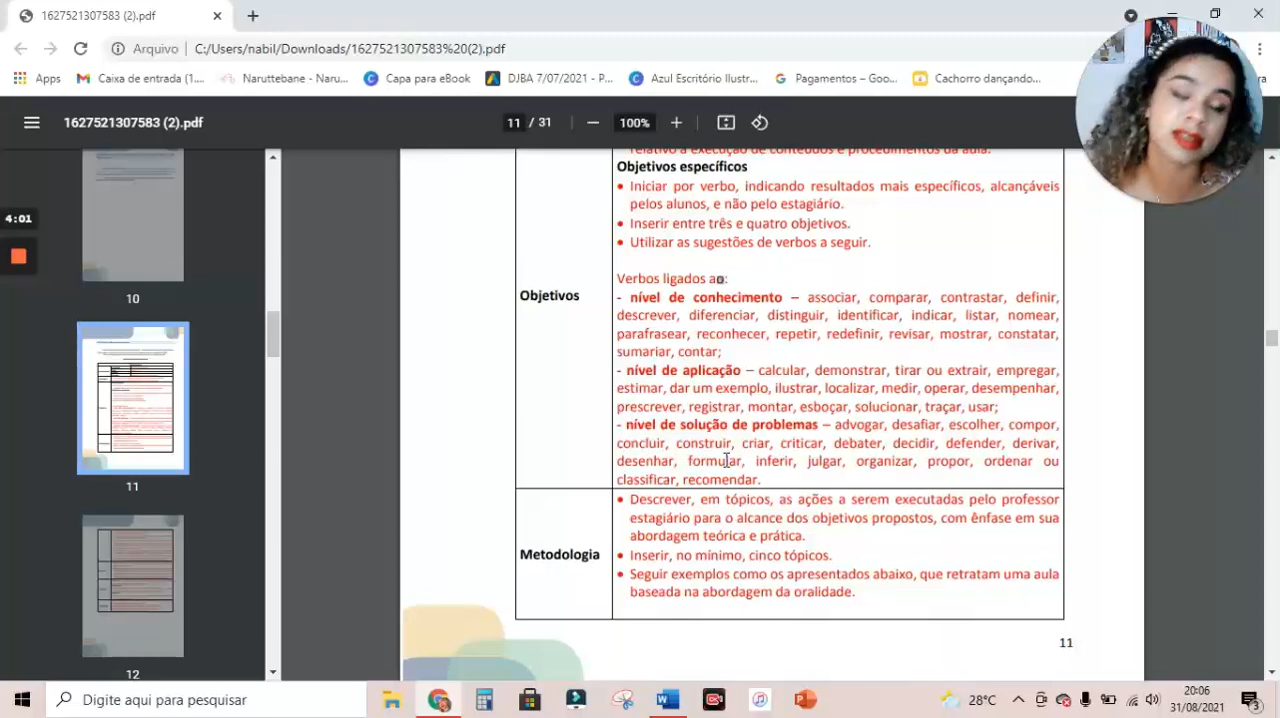 1627521307583 (2).pdf
Arquivo
C:/Users/nabil/Downloads/1627521307583%20(2).pdf
Apps
Caixa de entrada (1...
Naruttebane - Naru...
Capa para eBook
DJBA 7/07/2021 - P...
Azul Escritório Ilustr...
Pagamentos – Goo...
Cachorro dançando...
1627521307583 (2).pdf
11 / 31
100%
4:01
10
11
12
relativo à execução de conteúdos e procedimentos da aula.
Objetivos específicos
• Iniciar por verbo, indicando resultados mais específicos, alcançáveis
pelos alunos, e não pelo estagiário.
• Inserir entre três e quatro objetivos.
• Utilizar as sugestões de verbos a seguir.
Verbos ligados ao:
Objetivos
- nível de conhecimento – associar, comparar, contrastar, definir,
descrever, diferenciar, distinguir, identificar, indicar, listar, nomear,
parafrasear, reconhecer, repetir, redefinir, revisar, mostrar, constatar,
sumariar, contar;
- nível de aplicação – calcular, demonstrar, tirar ou extrair, empregar,
estimar, dar um exemplo, ilustrar, localizar, medir, operar, desempenhar,
prescrever, registrar, montar, esboçar, solucionar, traçar, usar;
- nível de solução de problemas – advogar, desafiar, escolher, compor,
concluir, construir, criar, criticar, debater, decidir, defender, derivar,
desenhar, formular, inferir, julgar, organizar, propor, ordenar ou
classificar, recomendar.
Metodologia
• Descrever, em tópicos, as ações a serem executadas pelo professor
estagiário para o alcance dos objetivos propostos, com ênfase em sua
abordagem teórica e prática.
• Inserir, no mínimo, cinco tópicos.
• Seguir exemplos como os apresentados abaixo, que retratam uma aula
baseada na abordagem da oralidade.
11
Digite aqui para pesquisar
28°C
20:06
31/08/2021
3